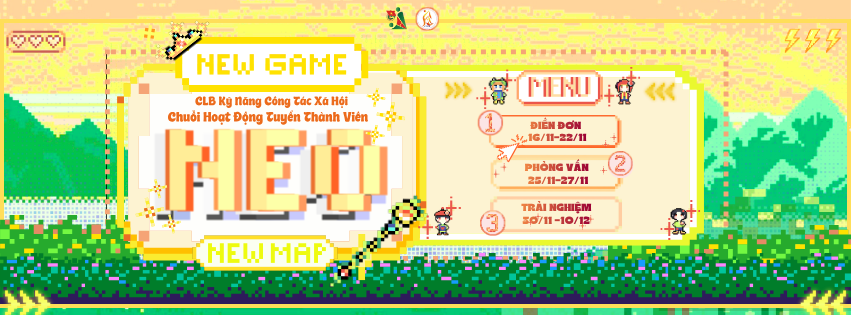 NEW GAME
CLB Kỹ Năng Công Tác Xã Hội
Chuỗi Hoạt Động Tuyển Thành Viên
NEO
NEW MAP
MENU
1
ĐIỀN ĐƠN
16/11-22/11
2
PHỎNG VẤN
25/11-27/11
3
TRẢI NGHIỆM
30/11-10/12